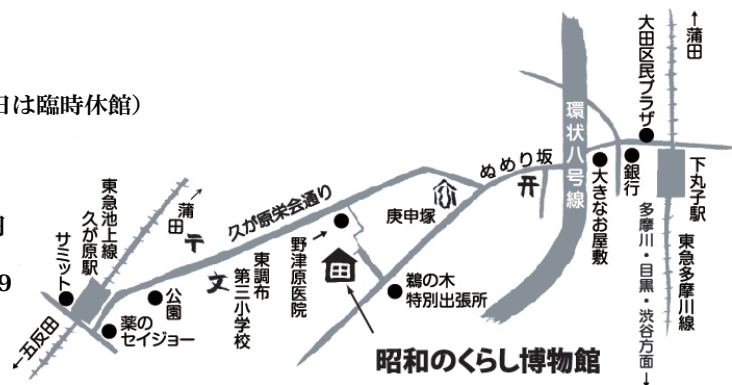 日は臨時休館）
月
9
←蒲田
大田区民プラザ
環状八号線
ぬめり坂
大きなお屋敷
銀行
下丸子駅
東急多摩川線
多摩川・目黒・渋谷方面→
久が原栄会通り
庚申塚
蒲田→
東急池上線
久が原駅
サミット
野津原医院
→
東調布
第三小学校
文
公園
薬の
セイジョー
←五反田
鵜の木
特別出張所
昭和のくらし博物館